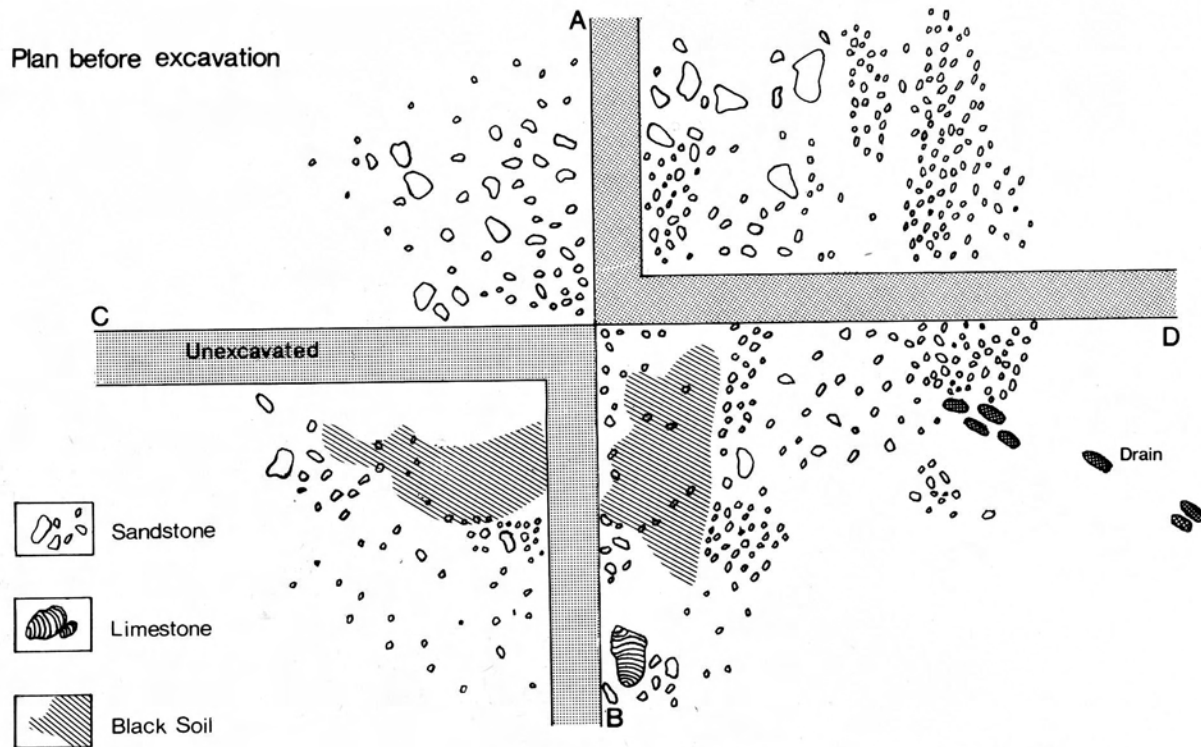 Plan before excavation
A
C
Unexcavated
D
Drain
Sandstone
Limestone
Black Soil
B